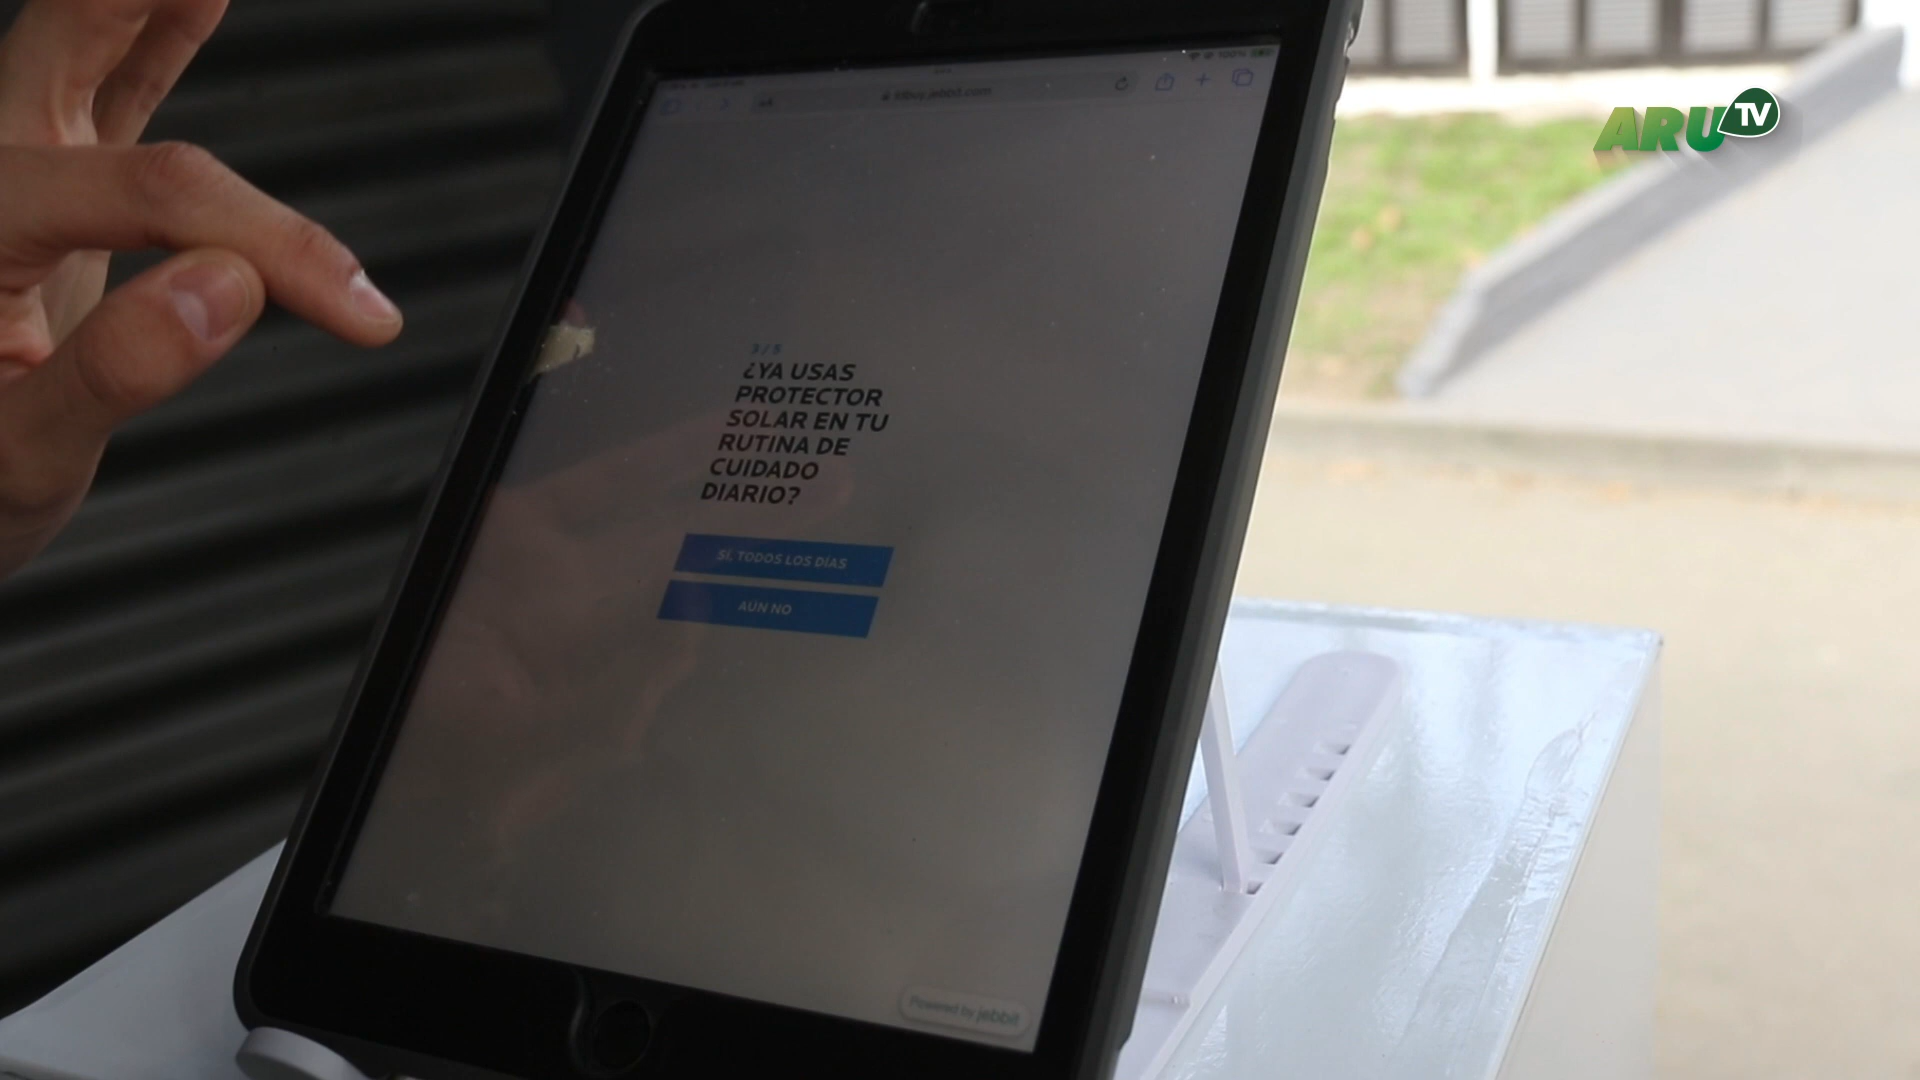 ARU TV
100%
3/5
¿YA USAS
PROTECTOR
SOLAR EN TU
RUTINA DE
CUIDADO
DIARIO?
SÍ, TODOS LOS DÍAS
AÚN NO
Powered by jebbit